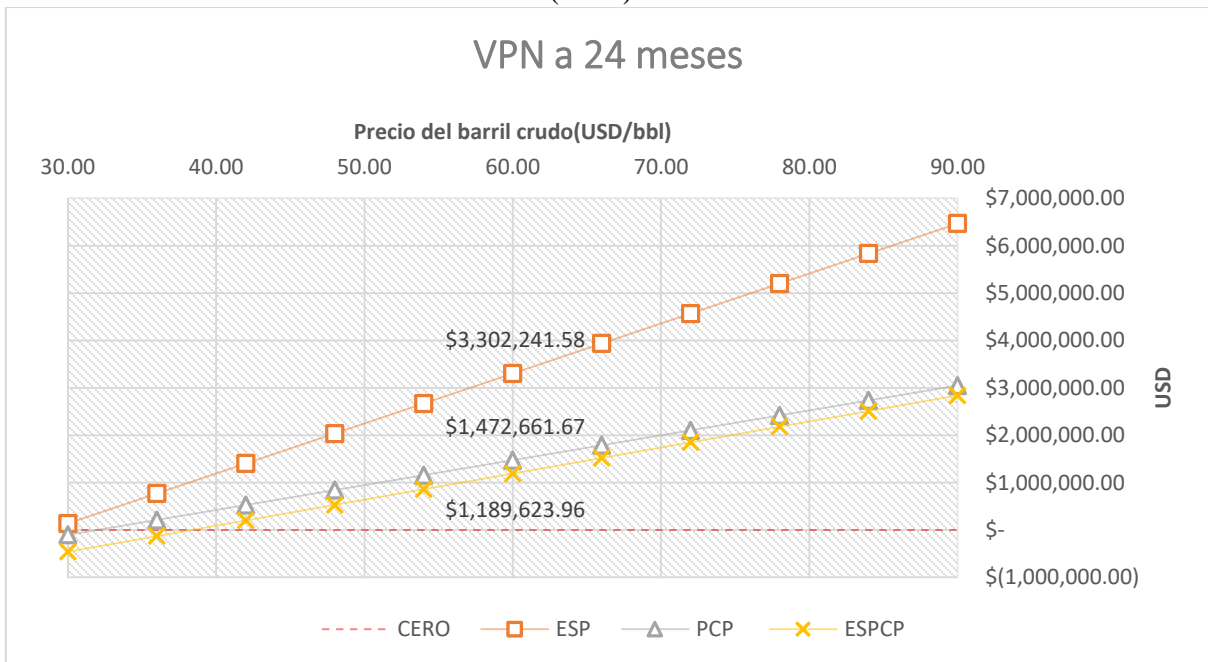 VPN a 24 meses
Precio del barril crudo(USD/bbl)
30.00 40.00 50.00 60.00 70.00 80.00 90.00
$7,000,000.00
$6,000,000.00
$5,000,000.00
$4,000,000.00
$3,000,000.00
$2,000,000.00
$1,000,000.00
$-
$(1,000,000.00)
USD
$3,302,241.58
$1,472,661.67
$1,189,623.96
CERO ESP PCP ESPCP